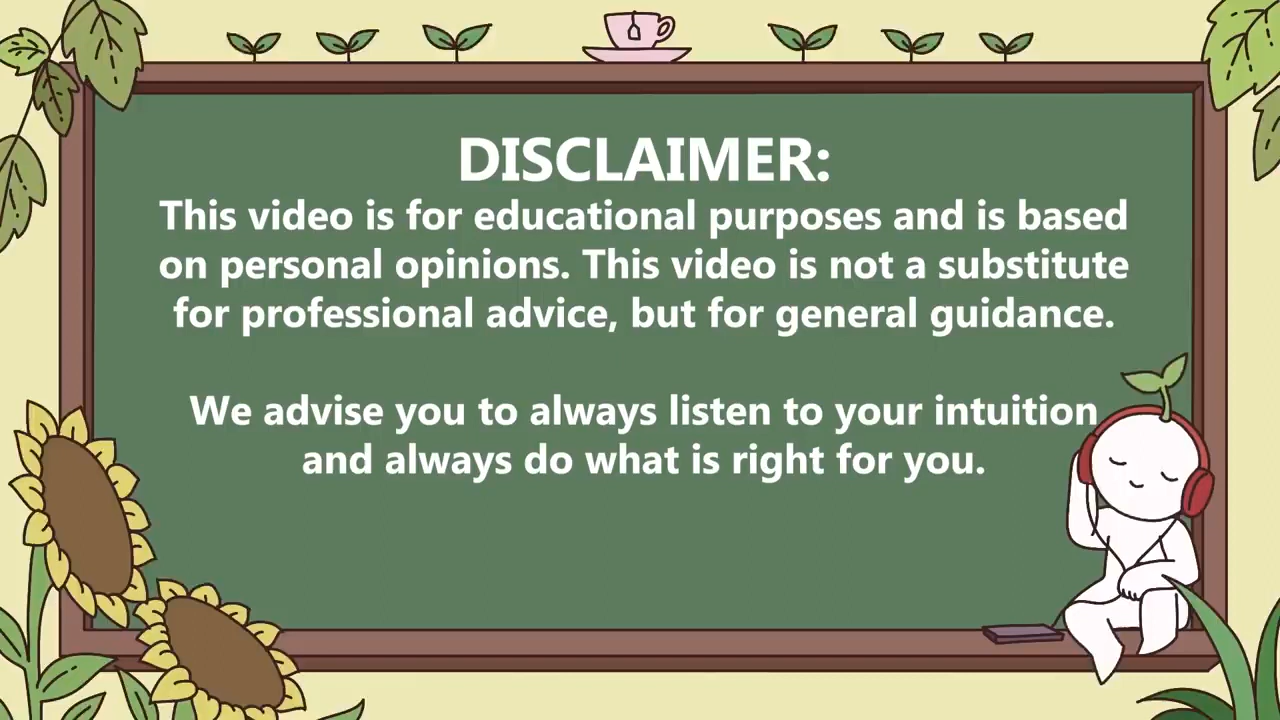 DISCLAIMER:
This video is for educational purposes and is based
on personal opinions. This video is not a substitute
for professional advice, but for general guidance.
We advise you to always listen to your intuition
and always do what is right for you.